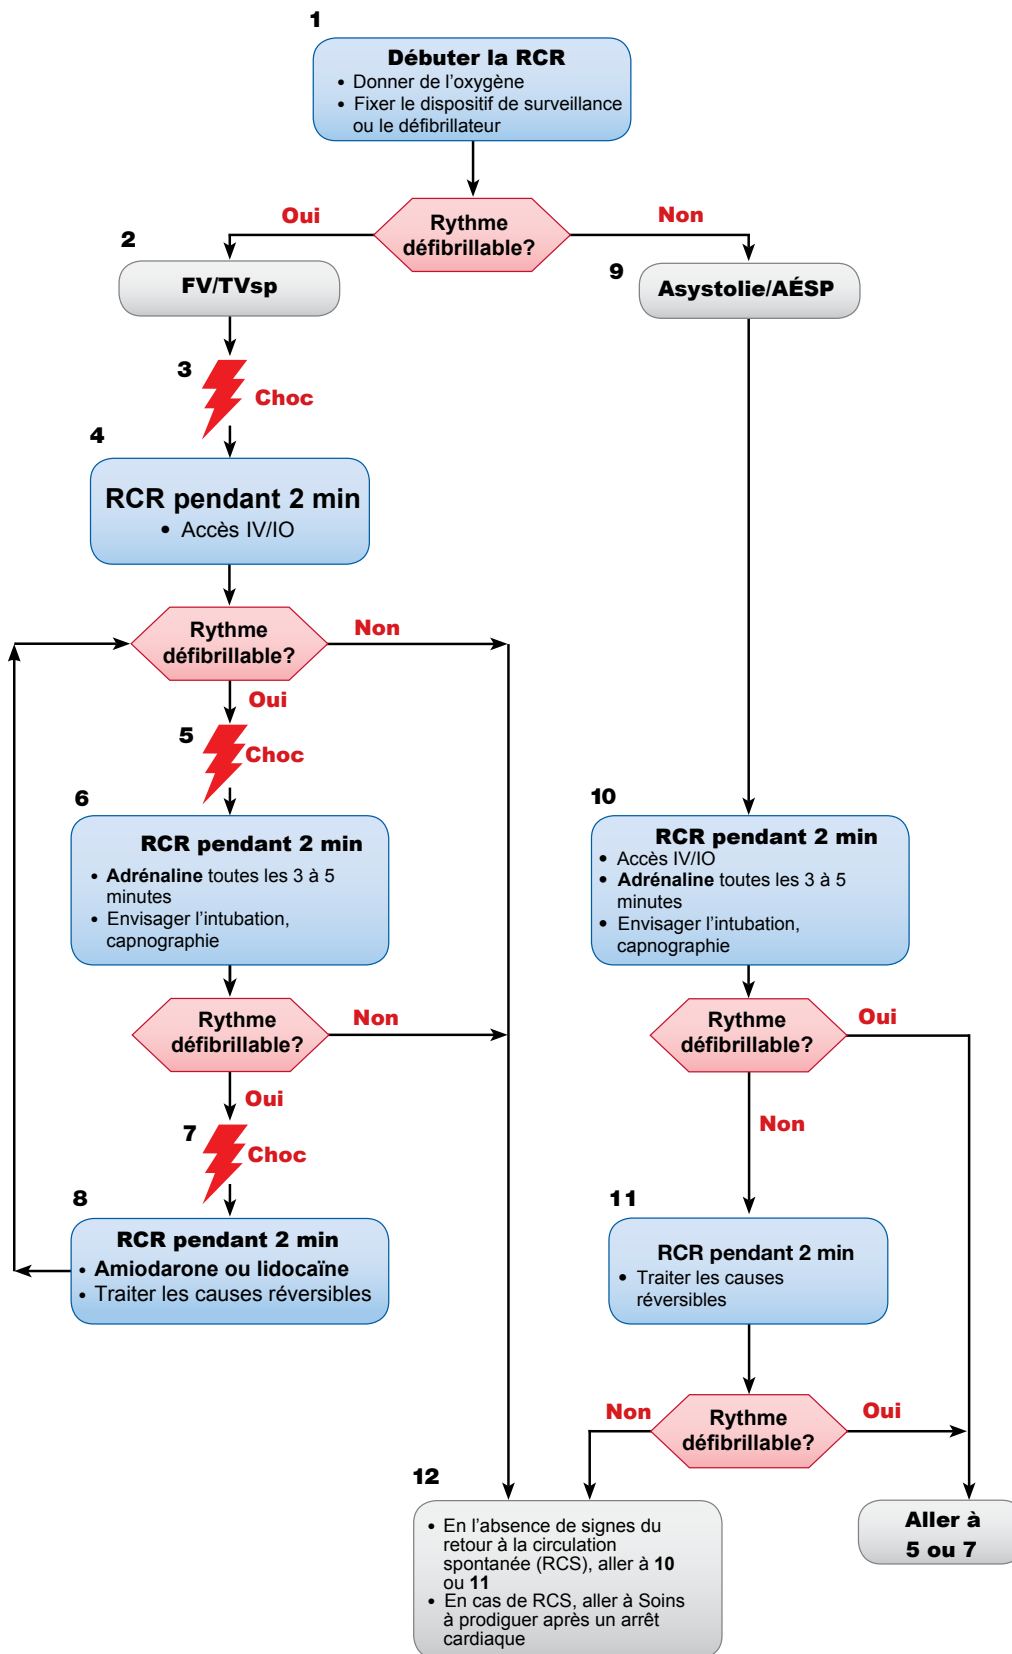 1
Débuter la RCR
• Donner de l’oxygène
• Fixer le dispositif de surveillance
ou le défibrillateur
Oui
Rythme
défibrillable?
Non
2
FV/TVsp
9
Asystolie/AÉSP
3
Choc
4
RCR pendant 2 min
• Accès IV/IO
Rythme
défibrillable?
Non
Oui
5
Choc
6
RCR pendant 2 min
• Adrénaline toutes les 3 à 5
minutes
• Envisager l’intubation,
capnographie
10
RCR pendant 2 min
• Accès IV/IO
• Adrénaline toutes les 3 à 5
minutes
• Envisager l’intubation,
capnographie
Rythme
défibrillable?
Non
Oui
Rythme
défibrillable?
Oui
Non
7
Choc
8
RCR pendant 2 min
• Amiodarone ou lidocaïne
• Traiter les causes réversibles
11
RCR pendant 2 min
• Traiter les causes
réversibles
Non
Rythme
défibrillable?
Oui
12
• En l’absence de signes du
retour à la circulation
spontanée (RCS), aller à 10
ou 11
• En cas de RCS, aller à Soins
à prodiguer après un arrêt
cardiaque
Aller à
5 ou 7